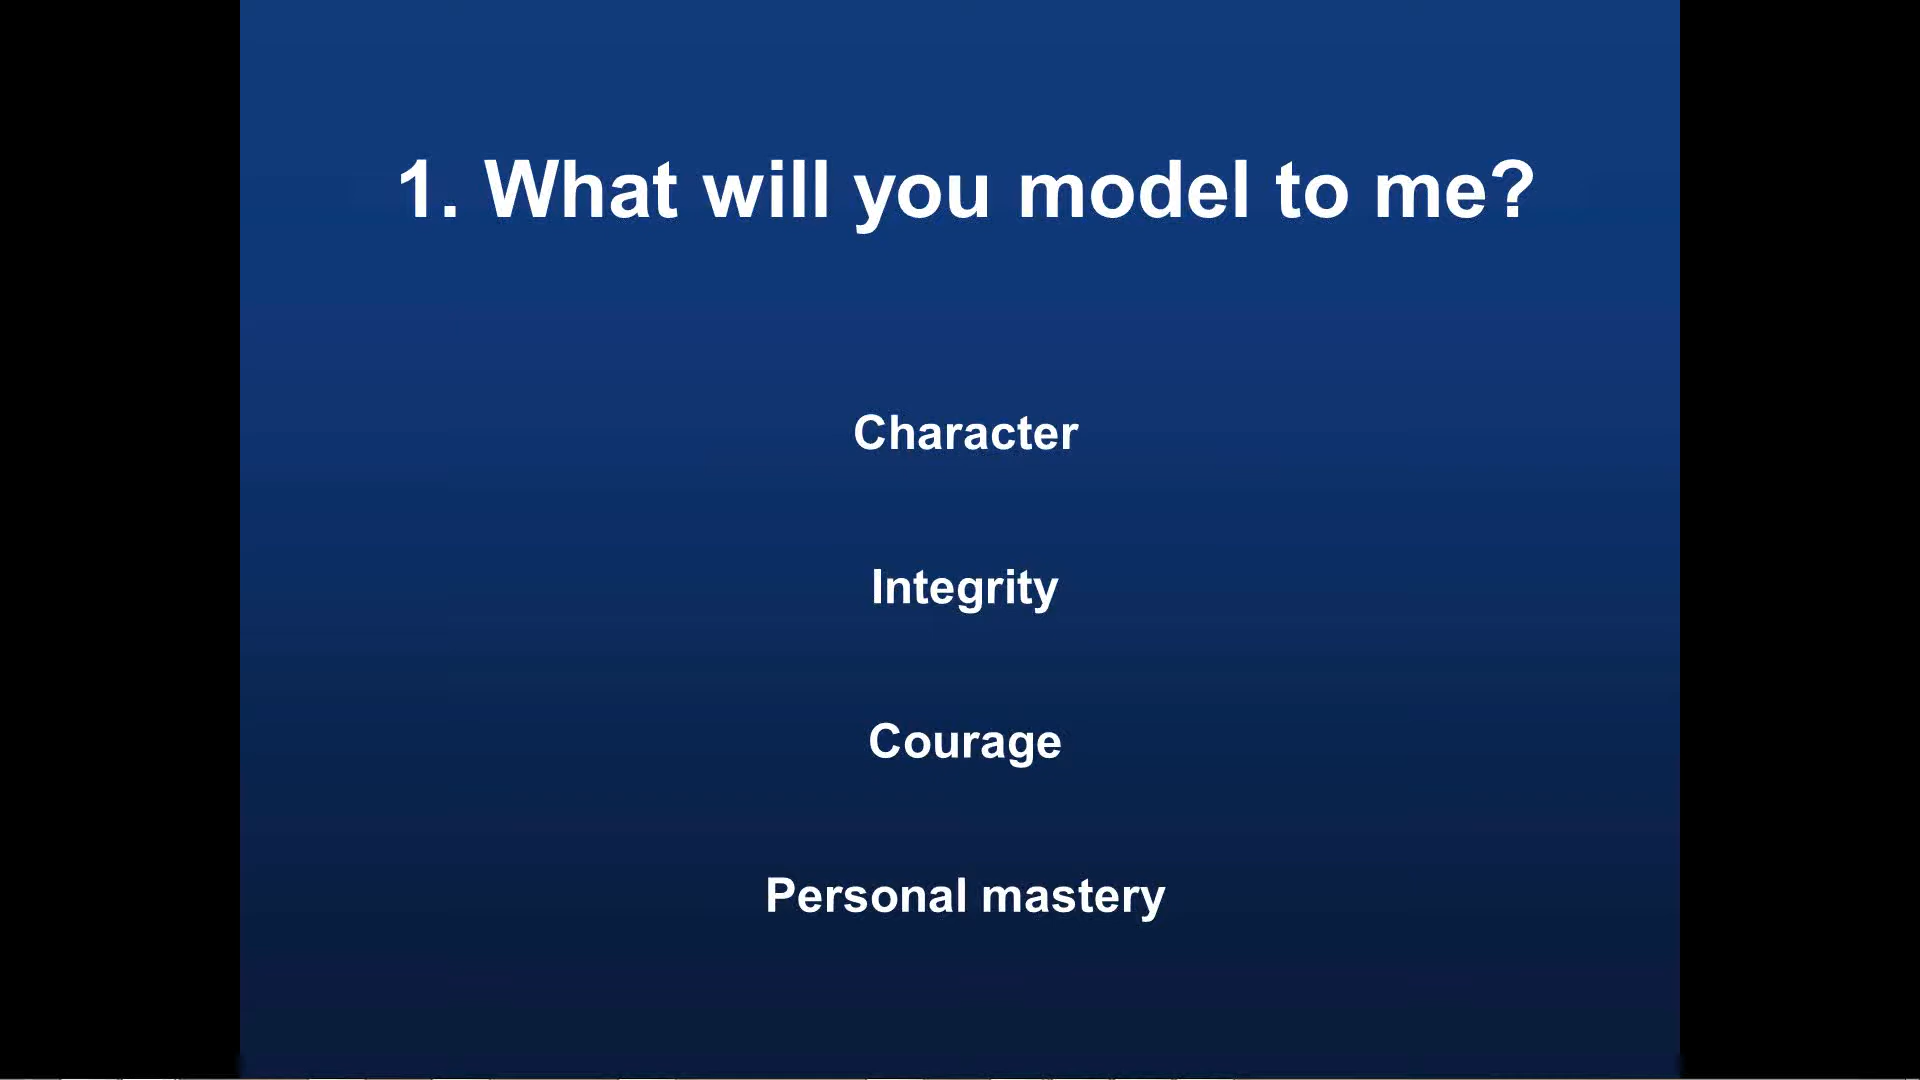 1. What will you model to me?
Character
Integrity
Courage
Personal mastery